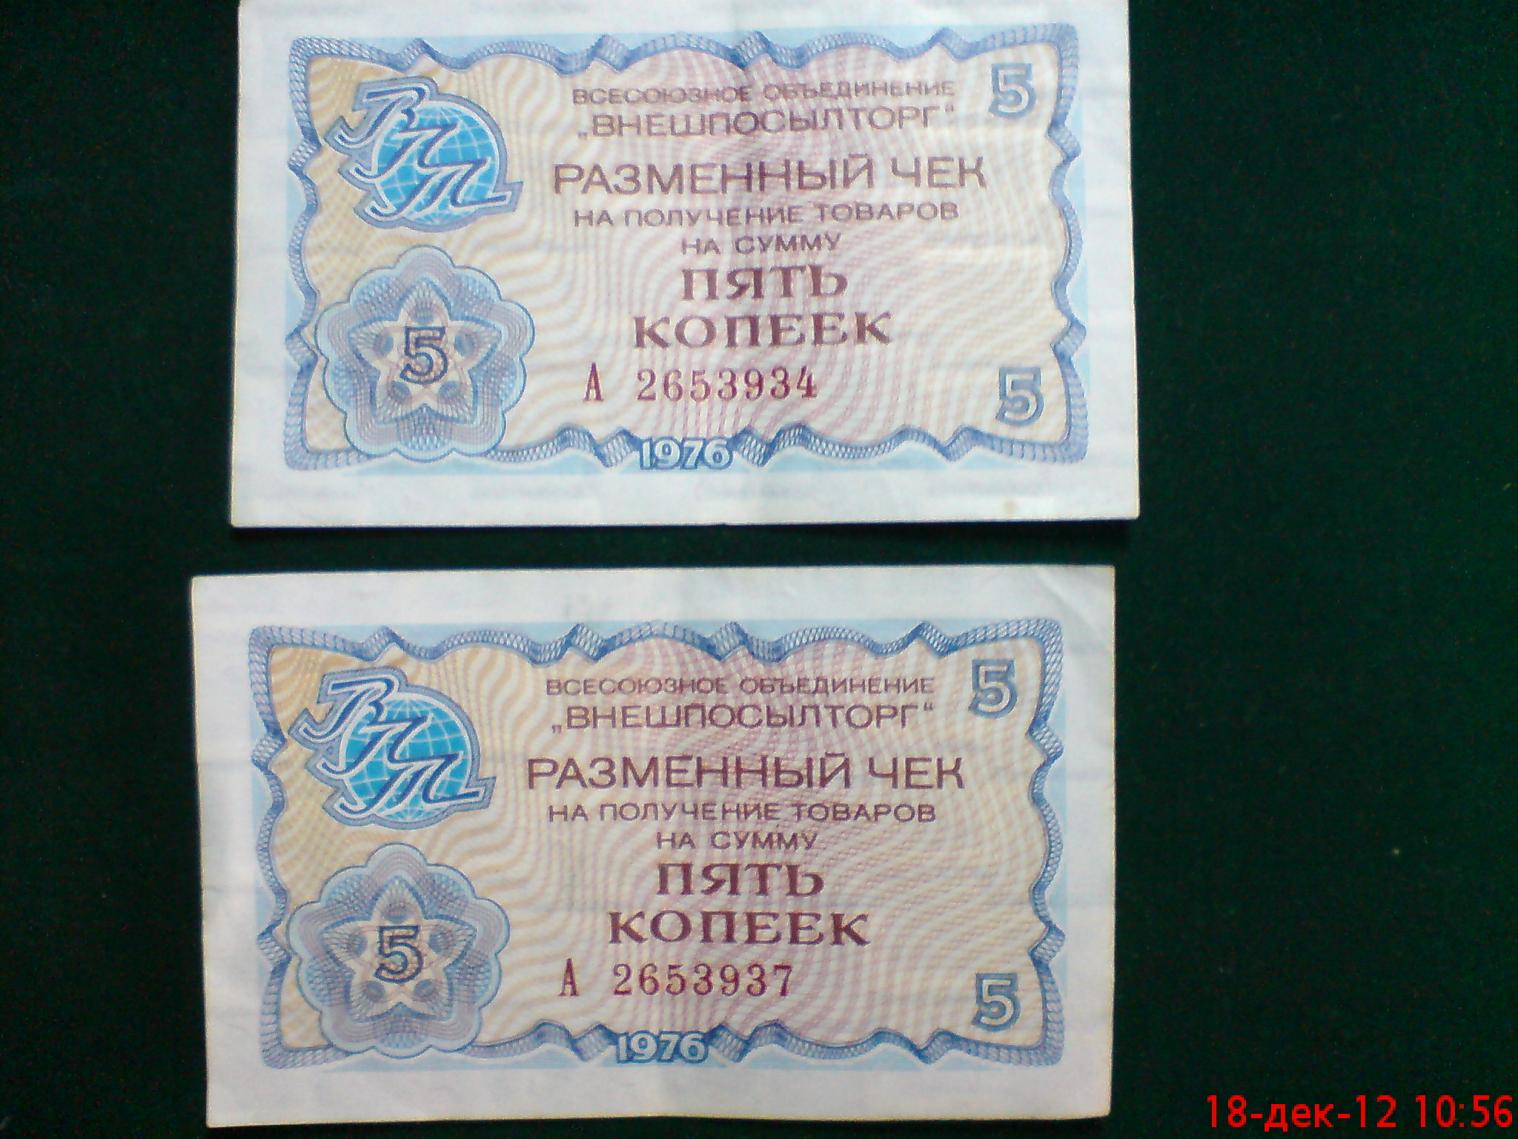 ВПТ
ВСЕСОЮЗНОЕ ОБЪЕДИНЕНИЕ
„ВНЕШПОСЫЛТОРГ“
5
РАЗМЕННЫЙ ЧЕК
НА ПОЛУЧЕНИЕ ТОВАРОВ
НА СУММУ
ПЯТЬ
КОПЕЕК
5
А 2653934
5
1976
ВПТ
ВСЕСОЮЗНОЕ ОБЪЕДИНЕНИЕ
„ВНЕШПОСЫЛТОРГ“
5
РАЗМЕННЫЙ ЧЕК
НА ПОЛУЧЕНИЕ ТОВАРОВ
НА СУММУ
ПЯТЬ
КОПЕЕК
5
А 2653937
5
1976
18-дек-12 10:56